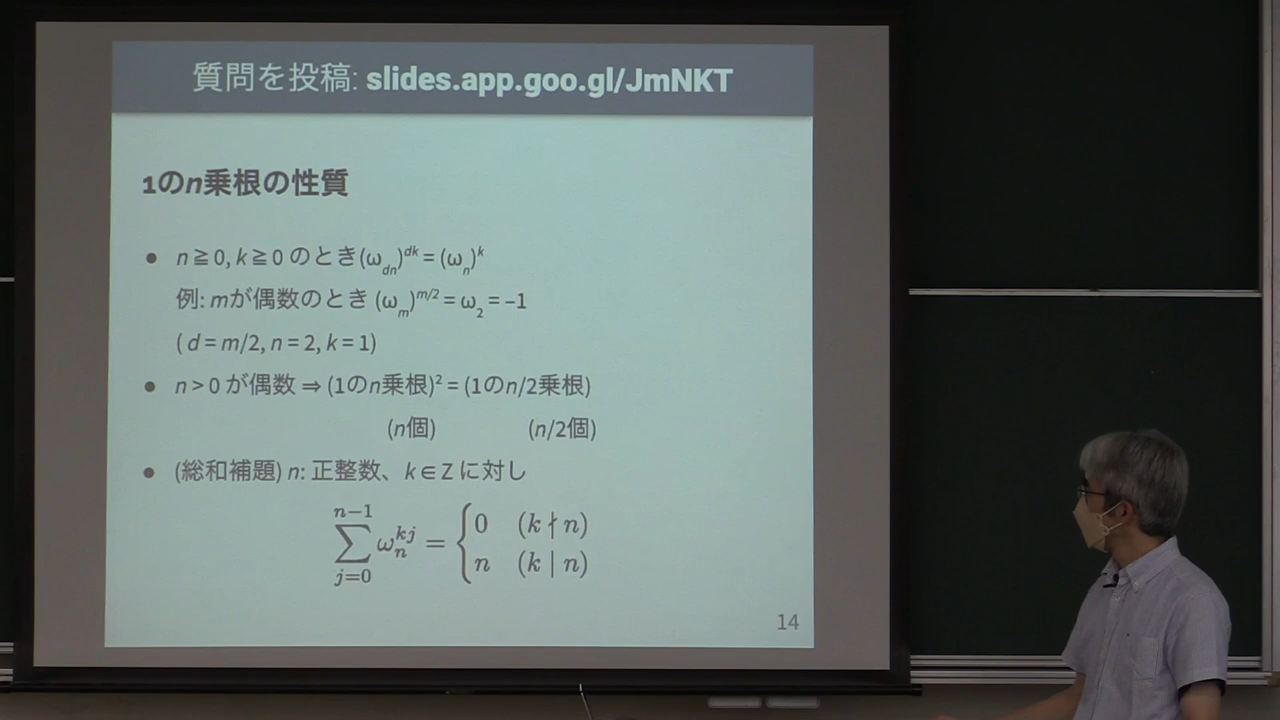 質問を投稿: slides.app.goo.gl/JmNKT
1のn乗根の性質
• n ≧ 0, k ≧ 0 のとき(ω_{dn})^{dk} = (ω_n)^k
例: mが偶数のとき (ω_m)^{m/2} = ω_2 = –1
( d = m/2, n = 2, k = 1)
• n > 0 が偶数 ⇒ (1のn乗根)² = (1のn/2乗根)
(n個) (n/2個)
• (総和補題) n: 正整数、k ∈ Z に対し
\sum_{j=0}^{n-1} ω_n^{kj} = { 0 (k ∤ n)
n (k | n)
14